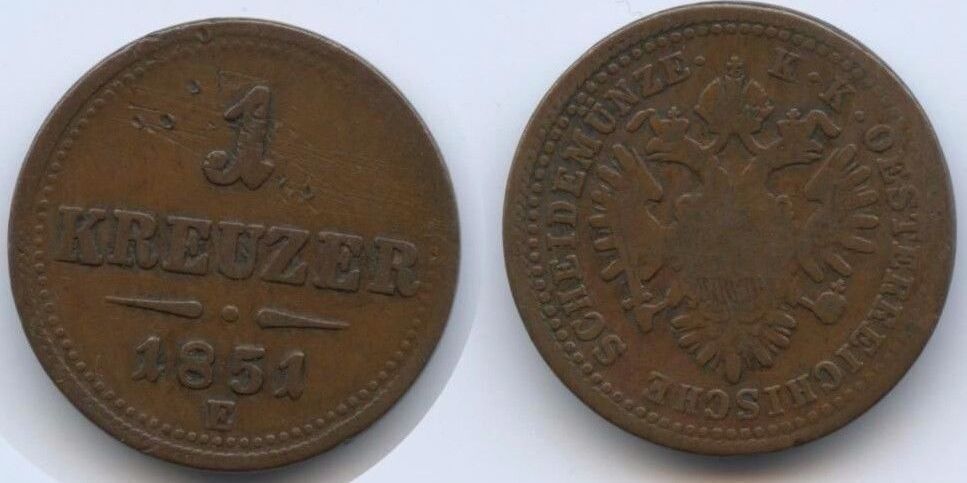 1
KREUZER
1851
E
K·K·OESTERREICHISCHE SCHEIDEMÜNZE·